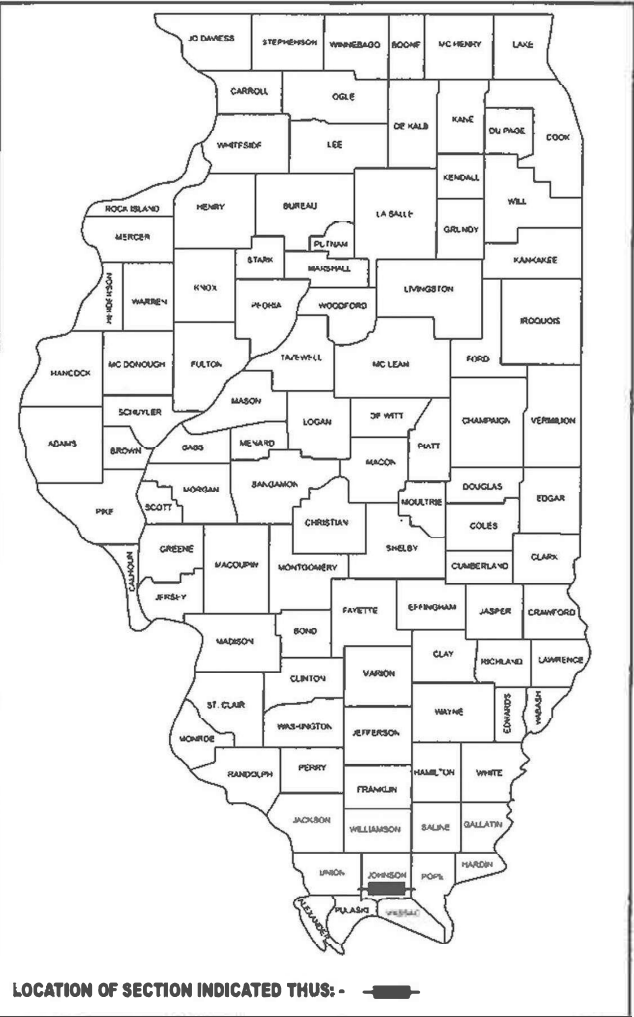 JO DAVIESS STEPHENSON WINNEBAGO BOONE MC HENRY LAKE
CARROLL OGLE DE KALB KANE DU PAGE COOK
WHITESIDE LEE
KENDALL
ROCK ISLAND HENRY BUREAU LA SALLE WILL
MERCER PUTNAM GRUNDY
STARK MARSHALL KANKAKEE
HENDERSON WARREN KNOX PEORIA WOODFORD LIVINGSTON IROQUOIS
HANCOCK MC DONOUGH FULTON TAZEWELL MC LEAN FORD
MASON
SCHUYLER LOGAN DE WITT CHAMPAIGN VERMILION
ADAMS BROWN CASS MENARD PIATT
MACON
PIKE SCOTT MORGAN SANGAMON MOULTRIE DOUGLAS EDGAR
CHRISTIAN COLES
GREENE MACOUPIN MONTGOMERY SHELBY CUMBERLAND CLARK
CALHOUN JERSEY
FAYETTE EFFINGHAM JASPER CRAWFORD
MADISON BOND
CLAY RICHLAND LAWRENCE
CLINTON MARION
ST. CLAIR WAYNE EDWARDS WABASH
MONROE WASHINGTON JEFFERSON
RANDOLPH PERRY HAMILTON WHITE
FRANKLIN
JACKSON WILLIAMSON SALINE GALLATIN
UNION JOHNSON POPE HARDIN
ALEXANDER PULASKI MASSAC
LOCATION OF SECTION INDICATED THUS: -